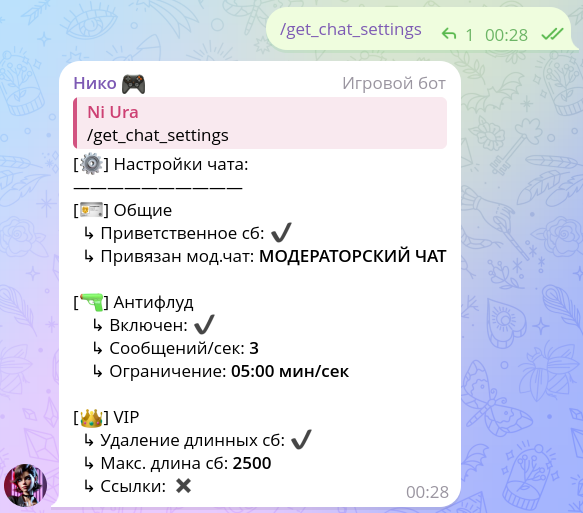 /get_chat_settings
1 00:28
Нико 🎮 Игровой бот
Ni Ura
/get_chat_settings
[⚙️] Настройки чата:
——————————
[🪪] Общие
↳ Приветственное сб: ✔️
↳ Привязан мод.чат: МОДЕРАТОРСКИЙ ЧАТ
[🔫] Антифлуд
↳ Включен: ✔️
↳ Сообщений/сек: 3
↳ Ограничение: 05:00 мин/сек
[👑] VIP
↳ Удаление длинных сб: ✔️
↳ Макс. длина сб: 2500
↳ Ссылки: ✖️
00:28